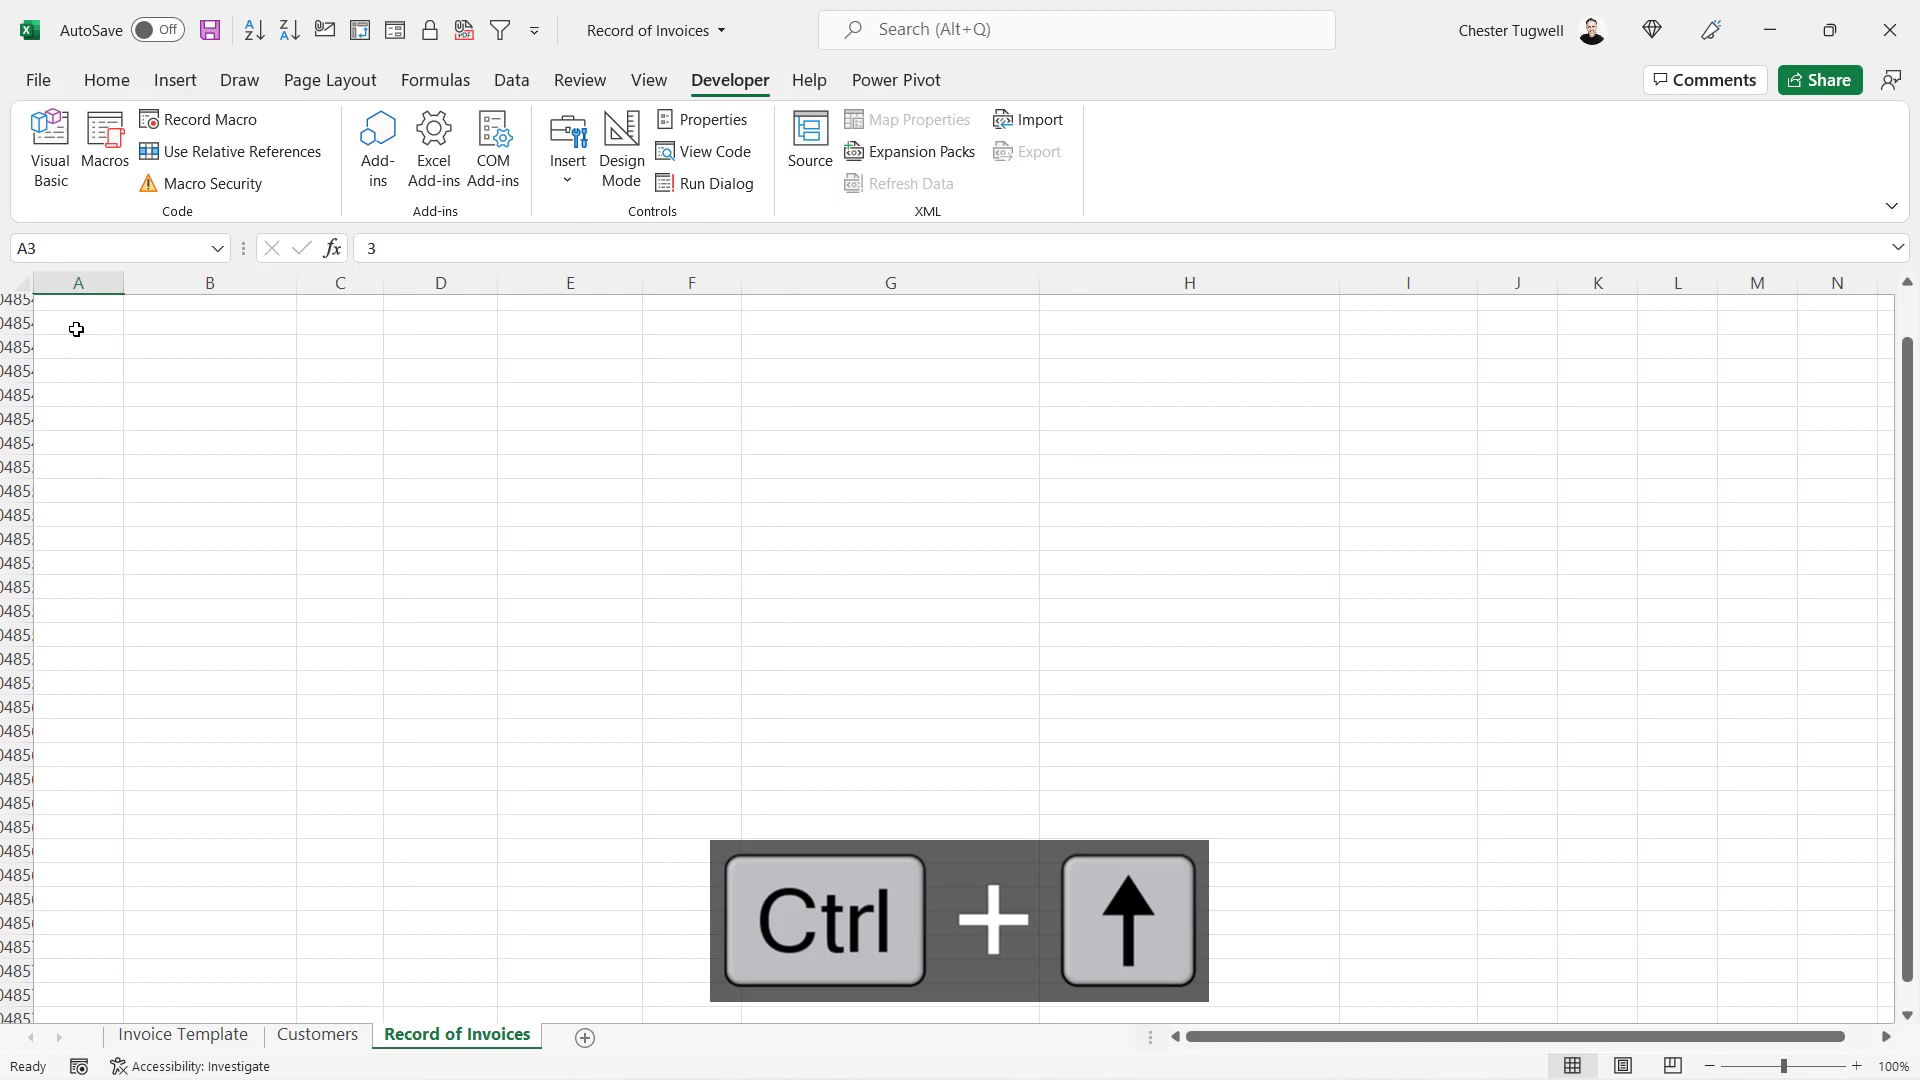 AutoSave Off Record of Invoices Search (Alt+Q) Chester Tugwell
File Home Insert Draw Page Layout Formulas Data Review View Developer Help Power Pivot Comments Share
Visual Basic
Macros
Record Macro
Use Relative References
Macro Security
Code
Add-ins
Excel Add-ins
COM Add-ins
Add-ins
Insert
Design Mode
Properties
View Code
Run Dialog
Controls
Source
Map Properties
Expansion Packs
Refresh Data
Import
Export
XML
A3 fx 3
A B C D E F G H I J K L M N
Ctrl + ↑
Invoice Template Customers Record of Invoices
Ready Accessibility: Investigate 100%